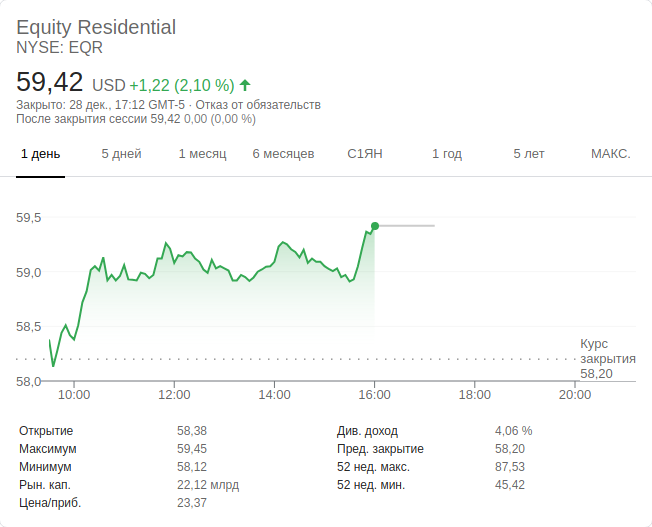 Equity Residential
NYSE: EQR
59,42 USD +1,22 (2,10 %)
Закрыто: 28 дек., 17:12 GMT-5 · Отказ от обязательств
После закрытия сессии 59,42 0,00 (0,00 %)
1 день 5 дней 1 месяц 6 месяцев С1ЯН 1 год 5 лет МАКС.
59,5
59,0
58,5
58,0
Курс
закрытия
58,20
10:00 12:00 14:00 16:00 18:00 20:00
Открытие 58,38 Див. доход 4,06 %
Максимум 59,45 Пред. закрытие 58,20
Минимум 58,12 52 нед. макс. 87,53
Рын. кап. 22,12 млрд 52 нед. мин. 45,42
Цена/приб. 23,37